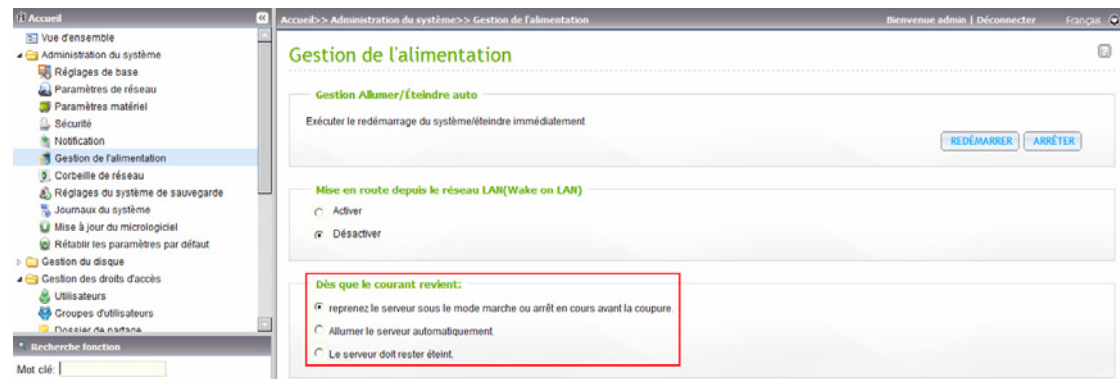 Accueil
Accueil>> Administration du système>> Gestion de l'alimentation
Bienvenue admin | Déconnecter
Français
Vue d'ensemble
Administration du système
Réglages de base
Paramètres de réseau
Paramètres matériel
Sécurité
Notification
Gestion de l'alimentation
Corbeille de réseau
Réglages du système de sauvegarde
Journaux du système
Mise à jour du micrologiciel
Rétablir les paramètres par défaut
Gestion du disque
Gestion des droits d'accès
Utilisateurs
Groupes d'utilisateurs
Dossier de partage
Recherche fonction
Mot clé:
Gestion de l'alimentation
Gestion Allumer/Éteindre auto
Exécuter le redémarrage du système/éteindre immédiatement
REDÉMARRER
ARRÊTER
Mise en route depuis le réseau LAN(Wake on LAN)
Activer
Désactiver
Dès que le courant revient:
reprenez le serveur sous le mode marche ou arrêt en cours avant la coupure.
Allumer le serveur automatiquement.
Le serveur doit rester éteint.